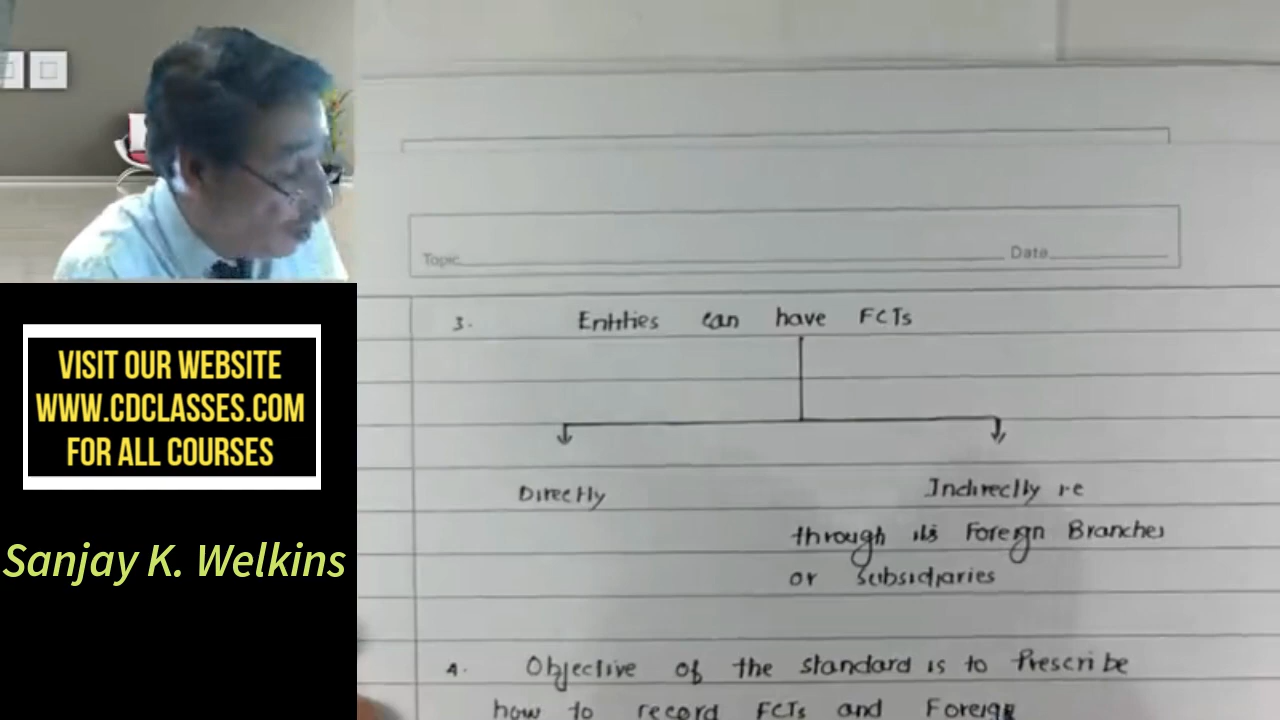 Topic
Date
3. Entities can have FCTs
Directly
Indirectly ie
through its Foreign Branches
or Subsidiaries
4. Objective of the standard is to Prescribe
how to record FCTs and Foreign
VISIT OUR WEBSITE
WWW.CDCLASSES.COM
FOR ALL COURSES
Sanjay K. Welkins